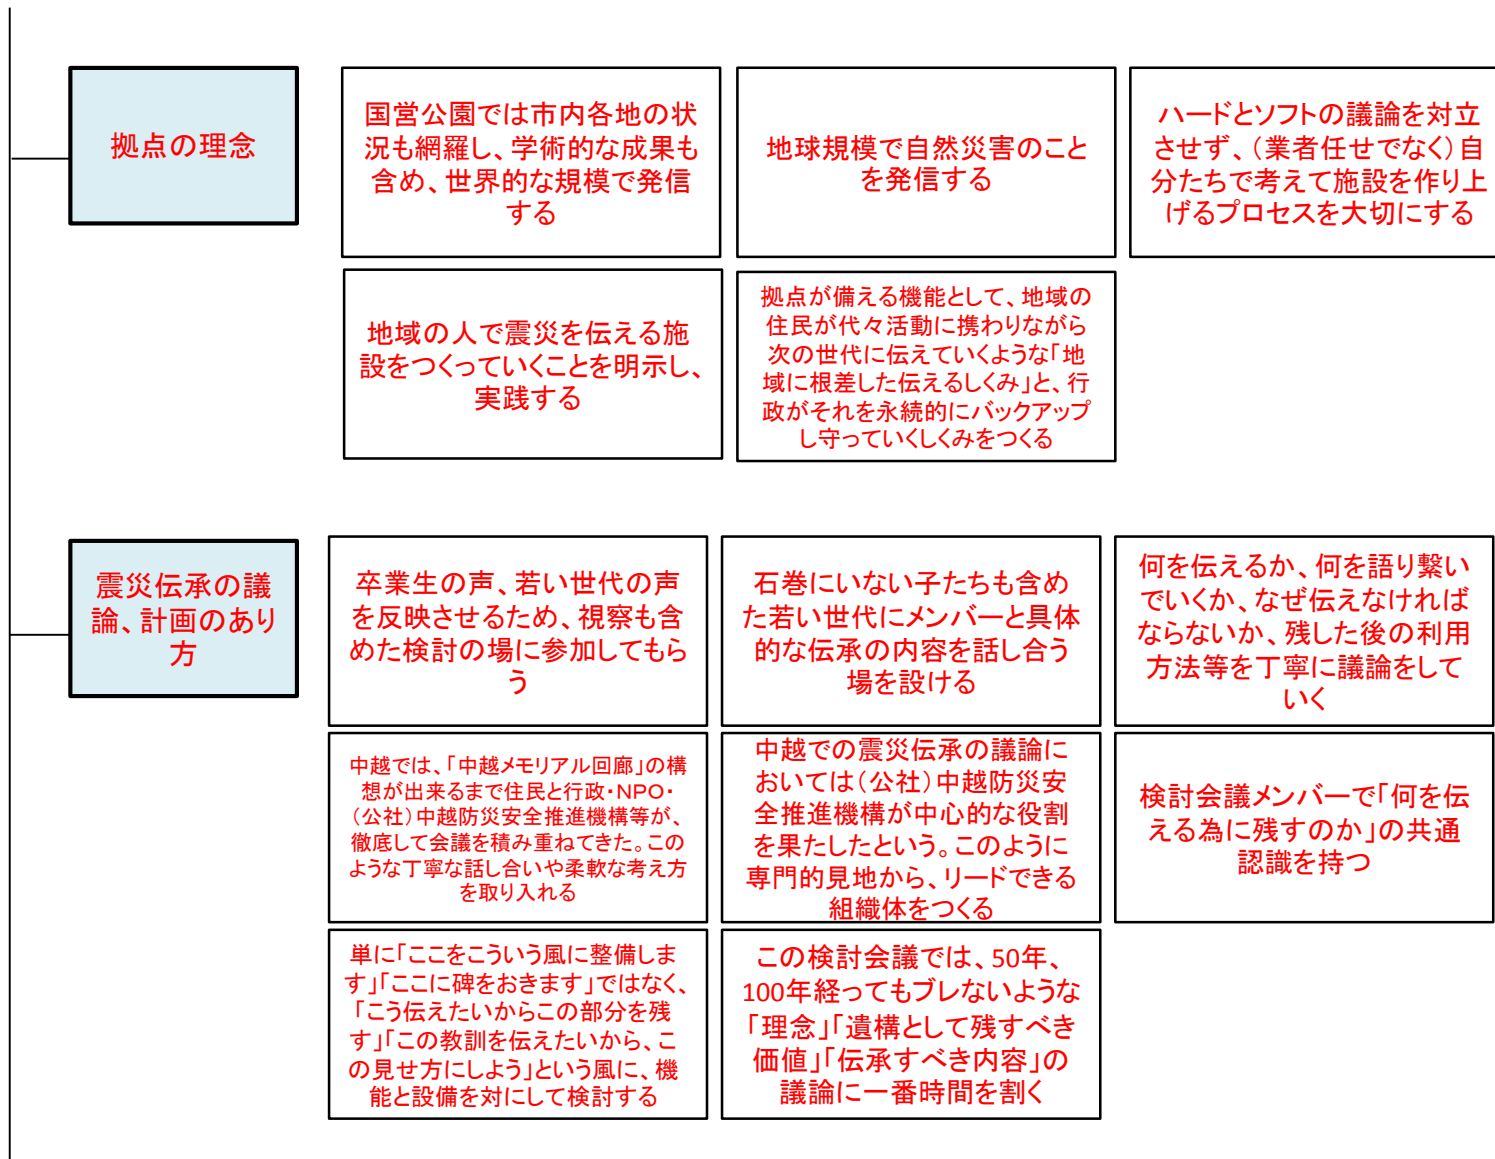 拠点の理念
国営公園では市内各地の状
況も網羅し、学術的な成果も
含め、世界的な規模で発信
する
地球規模で自然災害のこと
を発信する
ハードとソフトの議論を対立
させず、（業者任せでなく）自
分たちで考えて施設を作り上
げるプロセスを大切にする
地域の人で震災を伝える施
設をつくっていくことを明示し、
実践する
拠点が備える機能として、地域の
住民が代々活動に携わりながら
次の世代に伝えていくような「地
域に根差した伝えるしくみ」と、行
政がそれを永続的にバックアップ
し守っていくしくみをつくる
震災伝承の議
論、計画のあり
方
卒業生の声、若い世代の声
を反映させるため、視察も含
めた検討の場に参加してもら
う
石巻にいない子たちも含め
た若い世代にメンバーと具体
的な伝承の内容を話し合う
場を設ける
何を伝えるか、何を語り繋い
でいくか、なぜ伝えなければ
ならないか、残した後の利用
方法等を丁寧に議論をして
いく
中越では、「中越メモリアル回廊」の構
想が出来るまで住民と行政・NPO・
（公社）中越防災安全推進機構等が、
徹底して会議を積み重ねてきた。この
ような丁寧な話し合いや柔軟な考え方
を取り入れる
中越での震災伝承の議論に
おいては（公社）中越防災安
全推進機構が中心的な役割
を果たしたという。このように
専門的見地から、リードできる
組織体をつくる
検討会議メンバーで「何を伝
える為に残すのか」の共通
認識を持つ
単に「ここをこういう風に整備しま
す」「ここに碑をおきます」ではなく、
「こう伝えたいからこの部分を残
す」「この教訓を伝えたいから、こ
の見せ方にしよう」という風に、機
能と設備を対にして検討する
この検討会議では、50年、
100年経ってもブレないような
「理念」「遺構として残すべき
価値」「伝承すべき内容」の
議論に一番時間を割く